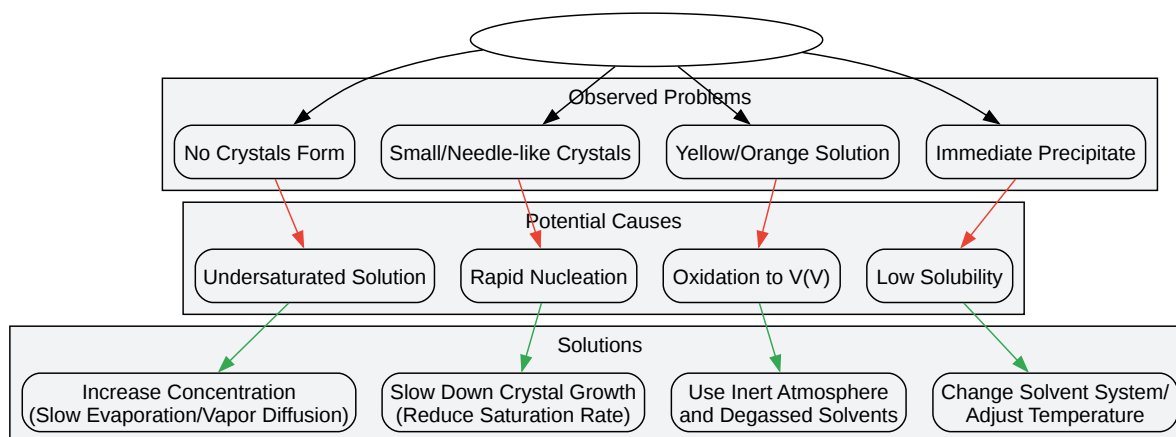 Observed Problems
No Crystals Form
Small/Needle-like Crystals
Yellow/Orange Solution
Immediate Precipitate
Potential Causes
Undersaturated Solution
Rapid Nucleation
Oxidation to V(V)
Low Solubility
Solutions
Increase Concentration
(Slow Evaporation/Vapor Diffusion)
Slow Down Crystal Growth
(Reduce Saturation Rate)
Use Inert Atmosphere
and Degassed Solvents
Change Solvent System/
Adjust Temperature